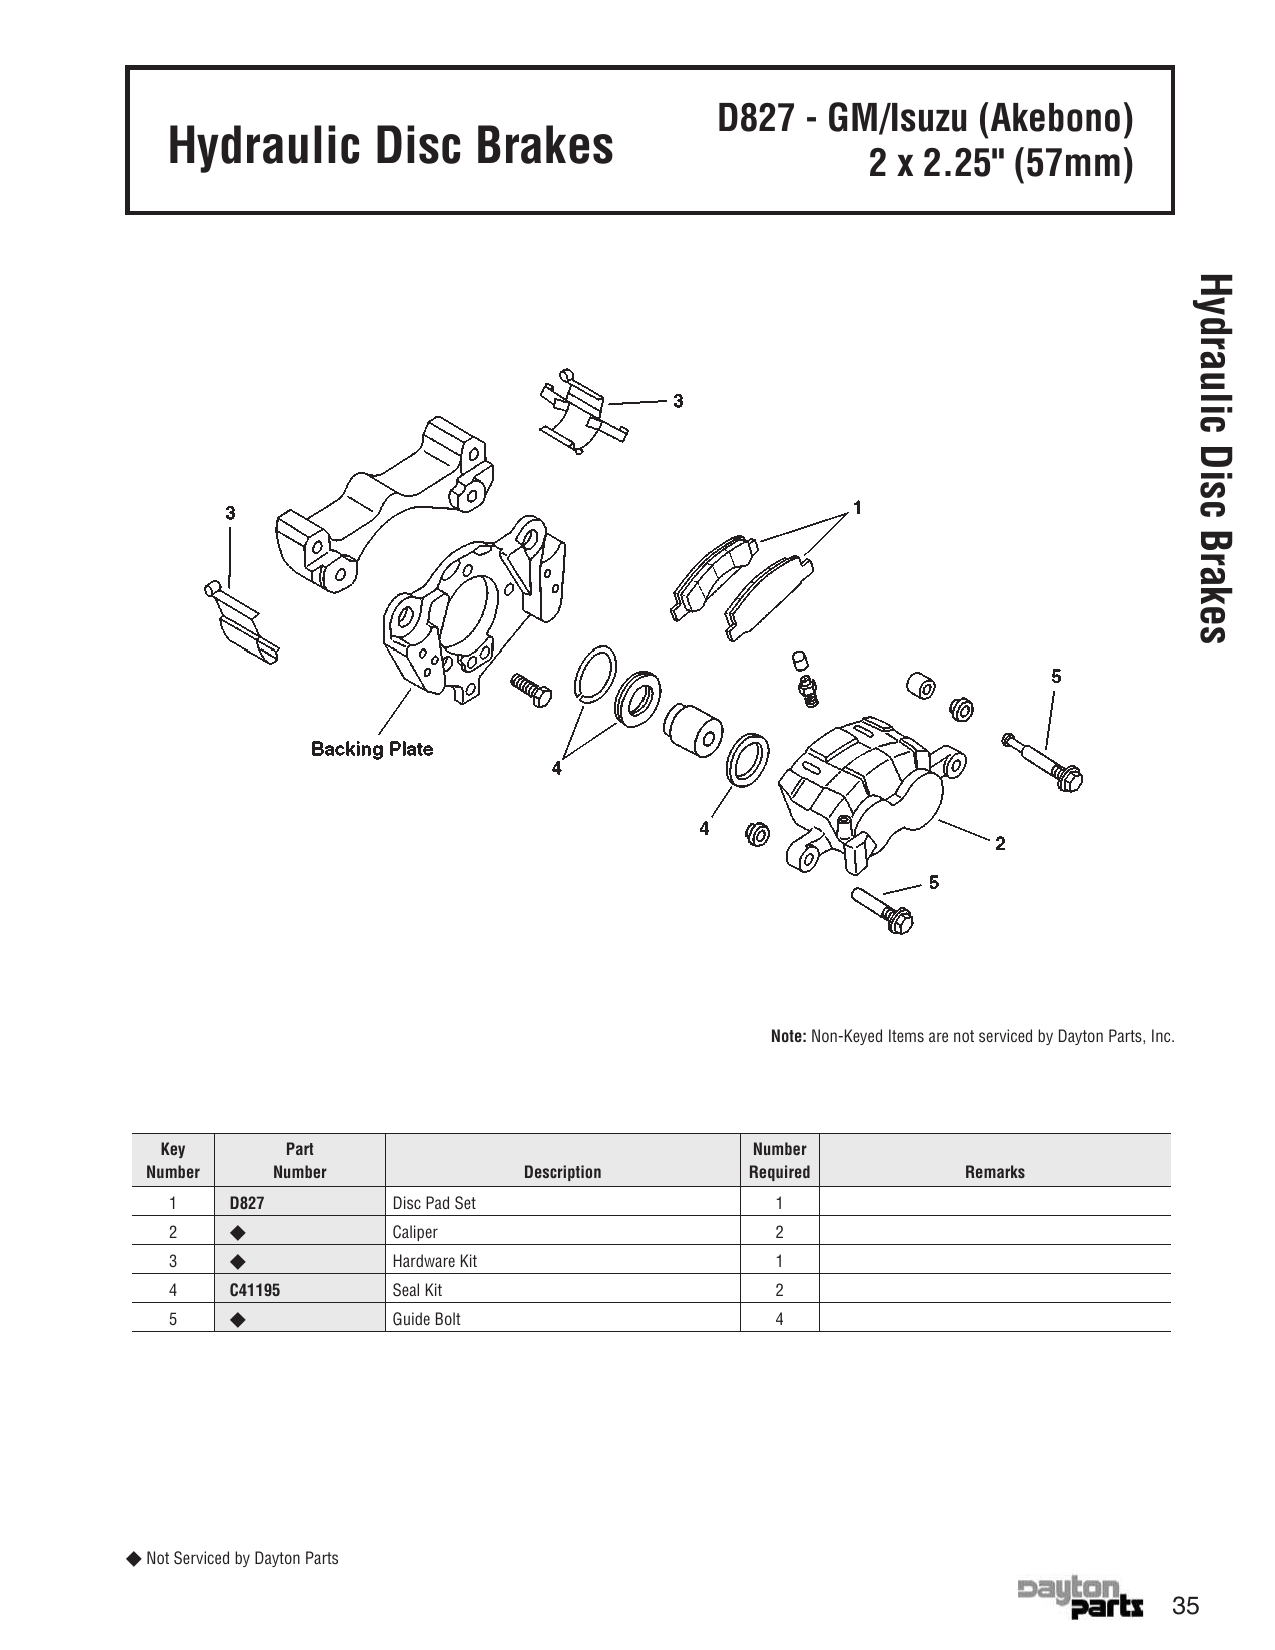 Hydraulic Disc Brakes
D827 - GM/Isuzu (Akebono)
2 x 2.25" (57mm)
Hydraulic Disc Brakes
3
3
1
5
Backing Plate
4
4
2
5
Note: Non-Keyed Items are not serviced by Dayton Parts, Inc.
Key Number Part Number Description Number Required Remarks
1 D827 Disc Pad Set 1
2 ◆ Caliper 2
3 ◆ Hardware Kit 1
4 C41195 Seal Kit 2
5 ◆ Guide Bolt 4
◆ Not Serviced by Dayton Parts
Dayton
parts
35